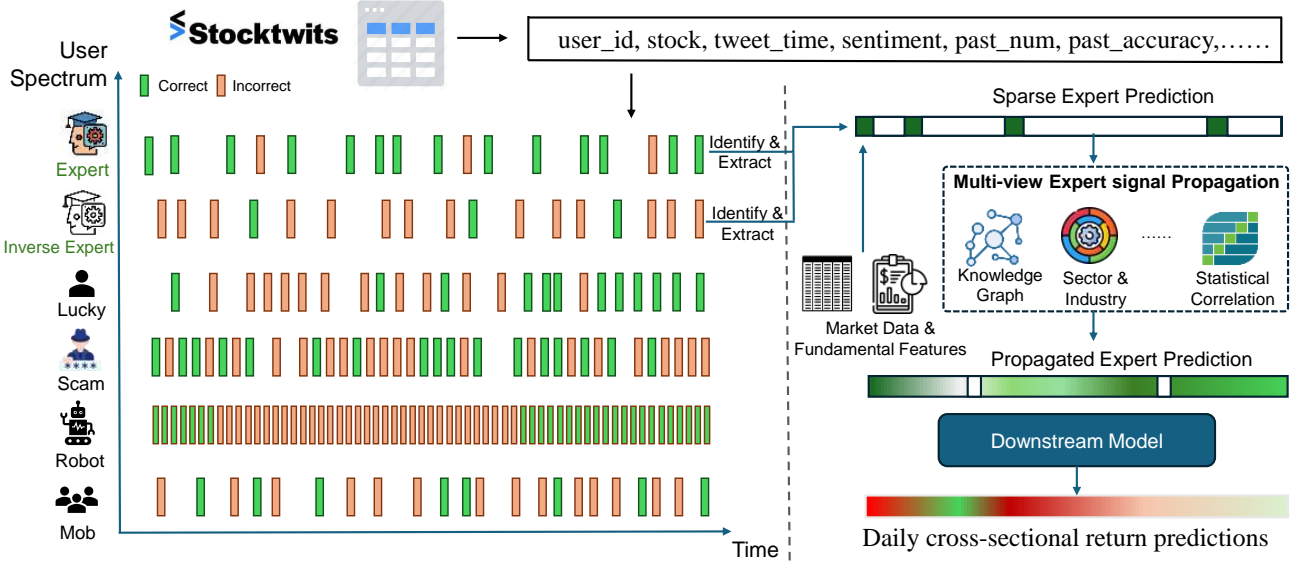 Stocktwits
user_id, stock, tweet_time, sentiment, past_num, past_accuracy,……
User
Spectrum
Correct
Incorrect
Expert
Identify &
Extract
Inverse Expert
Identify &
Extract
Lucky
Scam
Robot
Mob
Time
Sparse Expert Prediction
Multi-view Expert signal Propagation
Knowledge
Graph
Sector &
Industry
……
Statistical
Correlation
$
Market Data &
Fundamental Features
Propagated Expert Prediction
Downstream Model
Daily cross-sectional return predictions